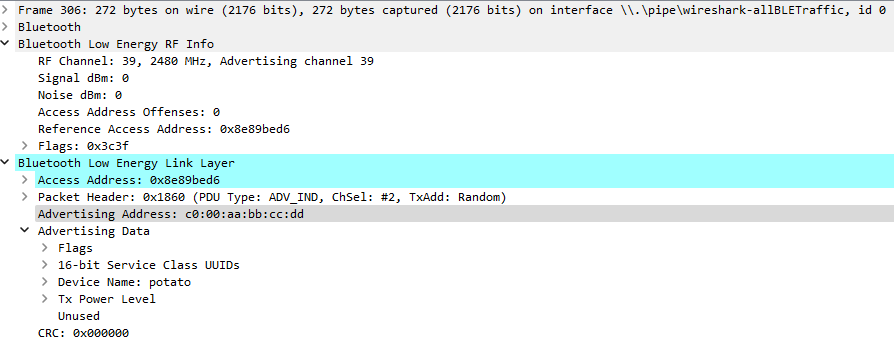 Frame 306: 272 bytes on wire (2176 bits), 272 bytes captured (2176 bits) on interface \\.\pipe\wireshark-allBLETraffic, id 0
Bluetooth
Bluetooth Low Energy RF Info
RF Channel: 39, 2480 MHz, Advertising channel 39
Signal dBm: 0
Noise dBm: 0
Access Address Offenses: 0
Reference Access Address: 0x8e89bed6
Flags: 0x3c3f
Bluetooth Low Energy Link Layer
Access Address: 0x8e89bed6
Packet Header: 0x1860 (PDU Type: ADV_IND, ChSel: #2, TxAdd: Random)
Advertising Address: c0:00:aa:bb:cc:dd
Advertising Data
Flags
16-bit Service Class UUIDs
Device Name: potato
Tx Power Level
Unused
CRC: 0x000000